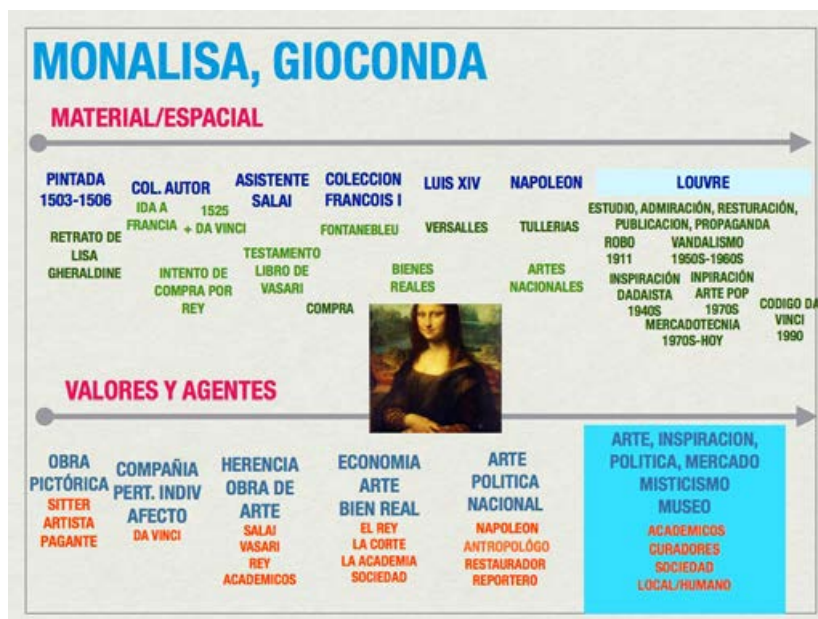 MONALISA, GIOCONDA
MATERIAL/ESPACIAL
PINTADA
1503-1506
RETRATO DE
LISA
GHERALDINE
COL. AUTOR
IDA A
FRANCIA
1525
+ DA VINCI
INTENTO DE
COMPRA POR
REY
ASISTENTE
SALAI
TESTAMENTO
LIBRO DE
VASARI
COLECCION
FRANCOIS I
FONTANEBLEU
COMPRA
LUIS XIV
VERSALLES
BIENES
REALES
NAPOLEON
TULLERIAS
ARTES
NACIONALES
LOUVRE
ESTUDIO, ADMIRACIÓN, RESTURACIÓN,
PUBLICACION, PROPAGANDA
ROBO
1911
VANDALISMO
1950S-1960S
INSPIRACIÓN
DADAISTA
1940S
INPIRACIÓN
ARTE POP
1970S
CODIGO DA
VINCI
1990
MERCADOTECNIA
1970S-HOY
VALORES Y AGENTES
OBRA
PICTÓRICA
SITTER
ARTISTA
PAGANTE
COMPAÑIA
PERT. INDIV
AFECTO
DA VINCI
HERENCIA
OBRA DE
ARTE
SALAI
VASARI
REY
ACADEMICOS
ECONOMIA
ARTE
BIEN REAL
EL REY
LA CORTE
LA ACADEMIA
SOCIEDAD
ARTE
POLITICA
NACIONAL
NAPOLEON
ANTROPOLÓGO
RESTAURADOR
REPORTERO
ARTE, INSPIRACION,
POLITICA, MERCADO
MISTICISMO
MUSEO
ACADEMICOS
CURADORES
SOCIEDAD
LOCAL/HUMANO